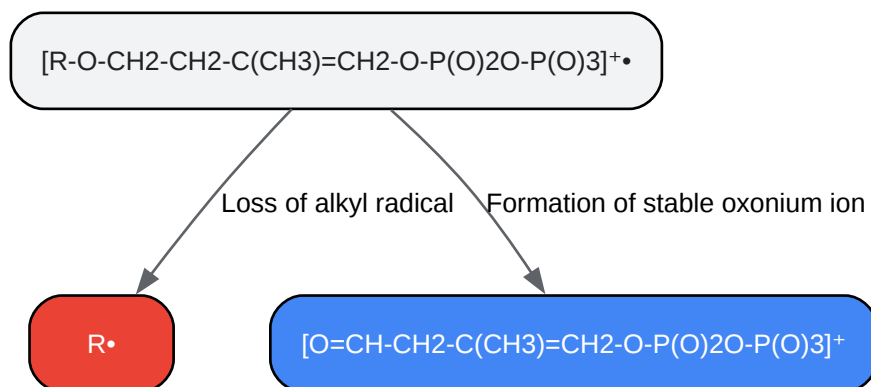 [R-O-CH2-CH2-C(CH3)=CH2-O-P(O)2O-P(O)3]⁺•
Loss of alkyl radical
Formation of stable oxonium ion
R•
[O=CH-CH2-C(CH3)=CH2-O-P(O)2O-P(O)3]⁺